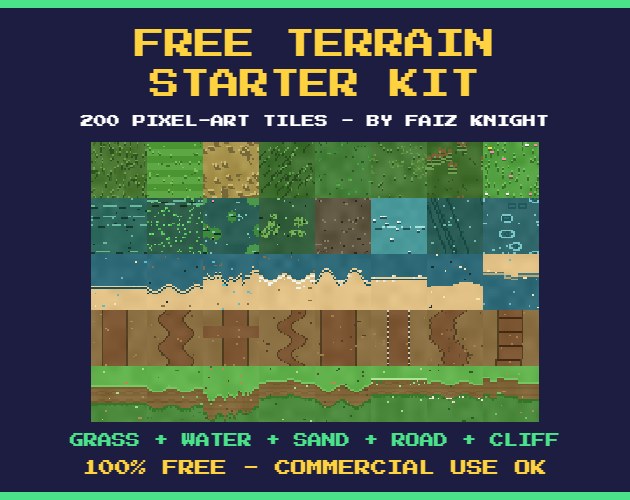 FREE TERRAIN
STARTER KIT
200 PIXEL-ART TILES - BY FAIZ KNIGHT
GRASS + WATER + SAND + ROAD + CLIFF
100% FREE - COMMERCIAL USE OK